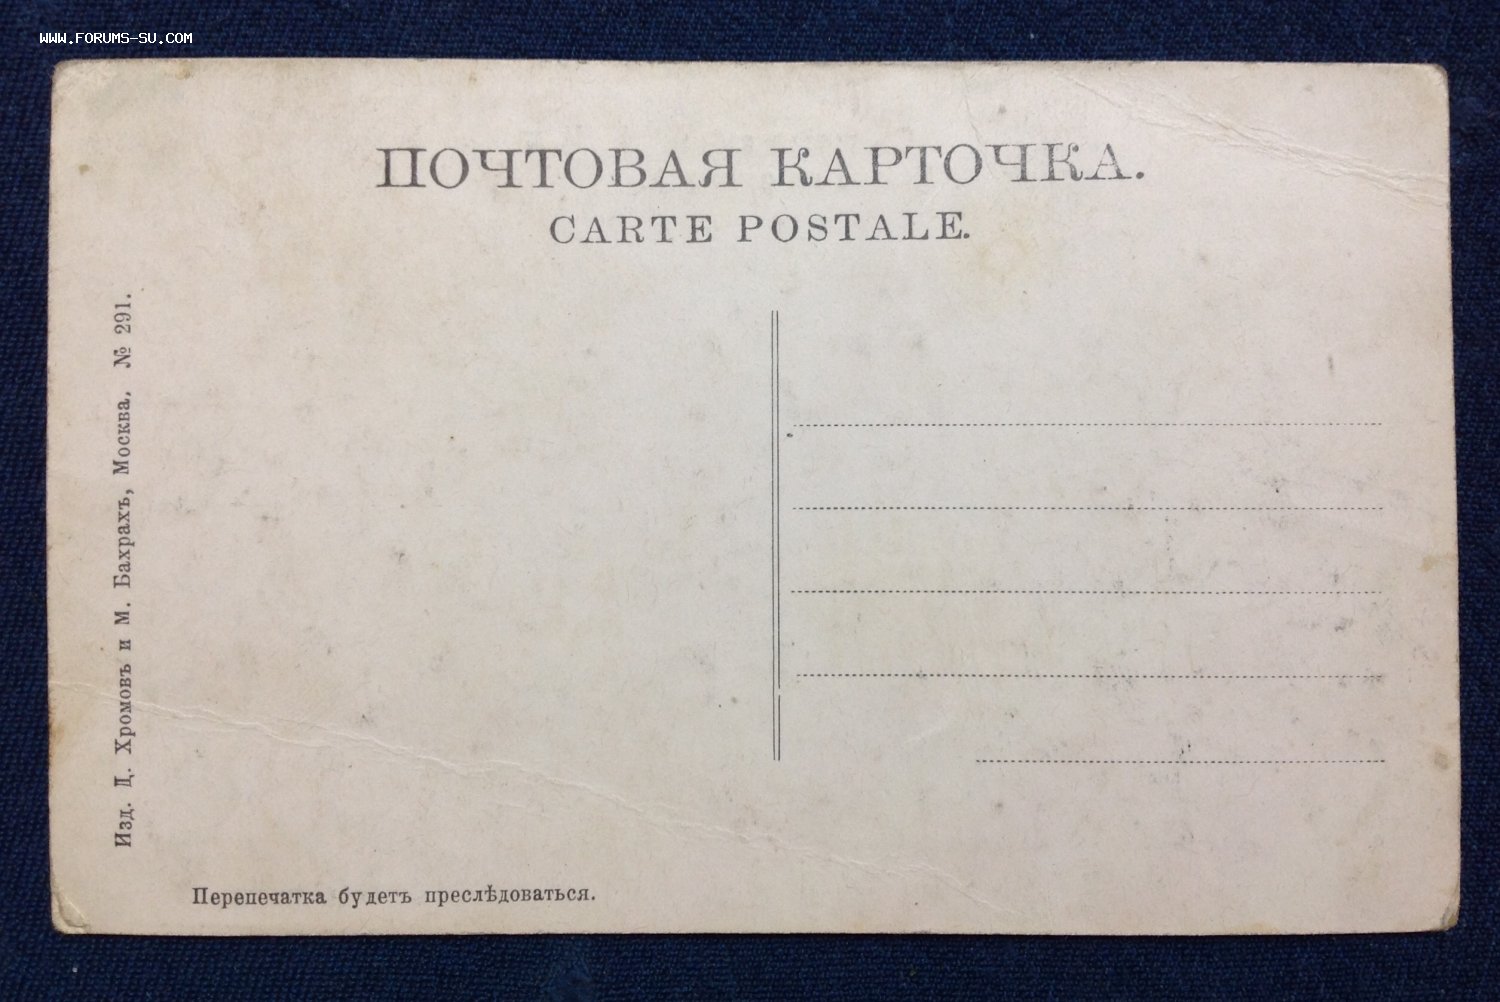 WWW.FORUMS-SU.COM
ПОЧТОВАЯ КАРТОЧКА.
CARTE POSTALE.
Изд. Д. Хромовъ и М. Бахрахъ, Москва. № 291.
Перепечатка будетъ преслѣдоваться.